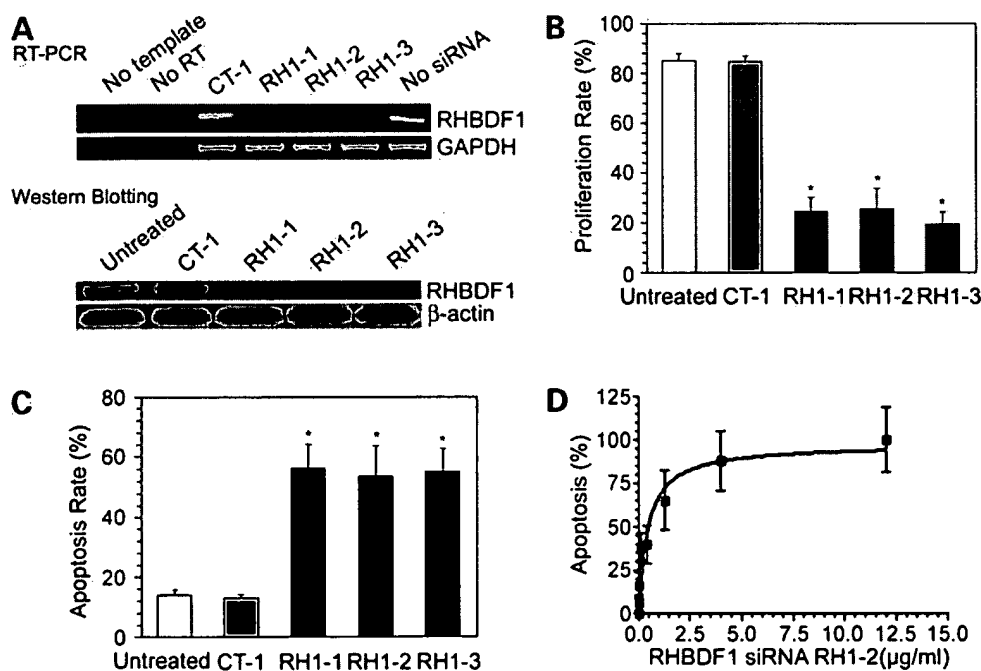 A
RT-PCR
No template
No RT
CT-1
RH1-1
RH1-2
RH1-3
No siRNA
RHBDF1
GAPDH
Western Blotting
Untreated
CT-1
RH1-1
RH1-2
RH1-3
RHBDF1
β-actin
B
Proliferation Rate (%)
100
80
60
40
20
0
* * *
Untreated CT-1 RH1-1 RH1-2 RH1-3
C
Apoptosis Rate (%)
80
60
40
20
0
* * *
Untreated CT-1 RH1-1 RH1-2 RH1-3
D
Apoptosis (%)
125
100
75
50
25
0
0.0 2.5 5.0 7.5 10.0 12.5 15.0
RHBDF1 siRNA RH1-2(μg/ml)